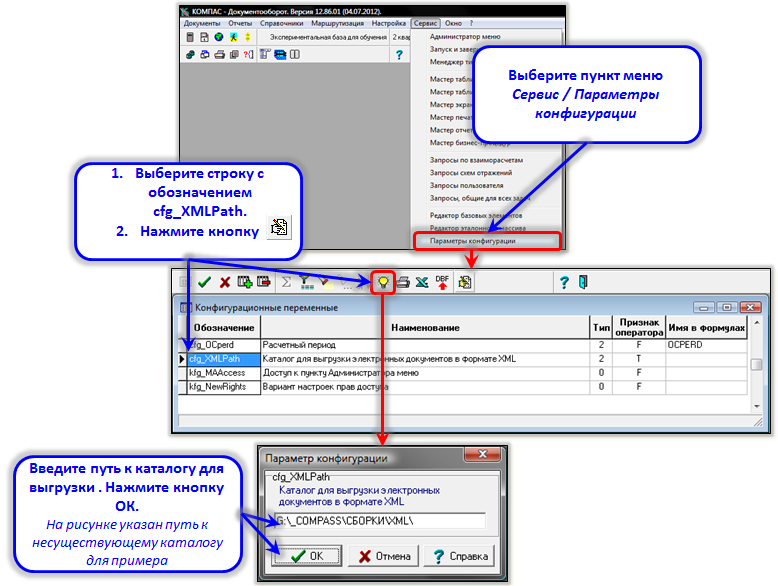 КОМПАС - Документооборот. Версия 12.86.01 (04.07.2012).
Документы Отчеты Справочники Маршрутизация Настройка Сервис Окно ?
Экспериментальная база для обучения 2 квар
Администратор меню
Запуск и завер
Менеджер ти
Мастер табли
Мастер табли
Мастер экран
Мастер печат
Мастер отчет
Мастер бизнес-процедур
Запросы по взаиморасчетам
Запросы схем отражений
Запросы пользователя
Запросы, общие для всех задач
Редактор базовых элементов
Редактор эталонного массива
Параметры конфигурации
Выберите пункт меню
Сервис / Параметры
конфигурации
1. Выберите строку с
обозначением
cfg_XMLPath.
2. Нажмите кнопку
DBF
Конфигурационные переменные
Обозначение Наименование Тип Признак оператора Имя в формулах
cfg_OCperd Расчетный период 2 F OCPERD
cfg_XMLPath Каталог для выгрузки электронных документов в формате XML 2 T
kfg_MAAccess Доступ к пункту Администратора меню 0 F
kfg_NewRights Вариант настроек прав доступа 0 F
Параметр конфигурации
cfg_XMLPath
Каталог для выгрузки электронных
документов в формате XML
G:\_COMPASS\СБОРКИ\XML\
OK Отмена Справка
Введите путь к каталогу для
выгрузки . Нажмите кнопку
ОК.
На рисунке указан путь к
несуществующему каталогу
для примера